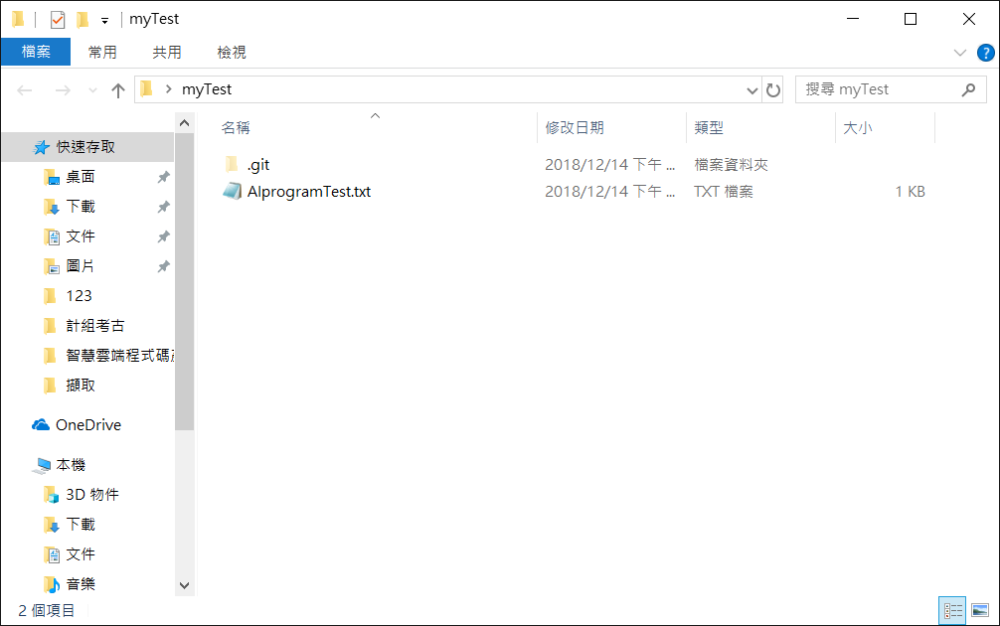 myTest
檔案 常用 共用 檢視
myTest
搜尋 myTest
名稱 修改日期 類型 大小
.git 2018/12/14 下午 ... 檔案資料夾
AIprogramTest.txt 2018/12/14 下午 ... TXT 檔案 1 KB
快速存取
桌面
下載
文件
圖片
123
計組考古
智慧雲端程式碼
擷取
OneDrive
本機
3D 物件
下載
文件
音樂
2 個項目